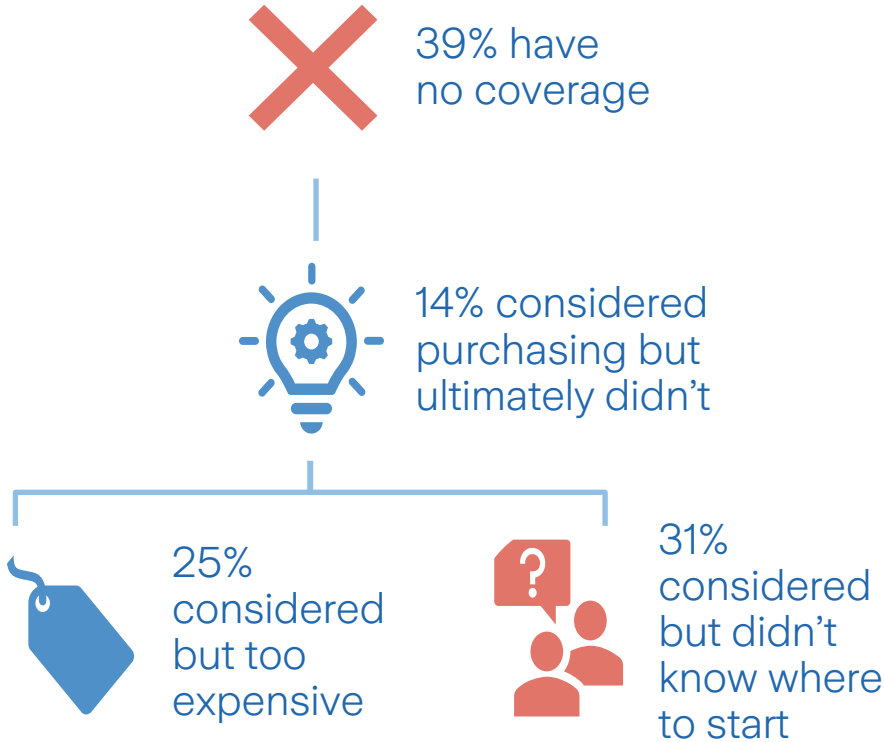 39% have
no coverage
14% considered
purchasing but
ultimately didn’t
25%
considered
but too
expensive
?
31%
considered
but didn’t
know where
to start